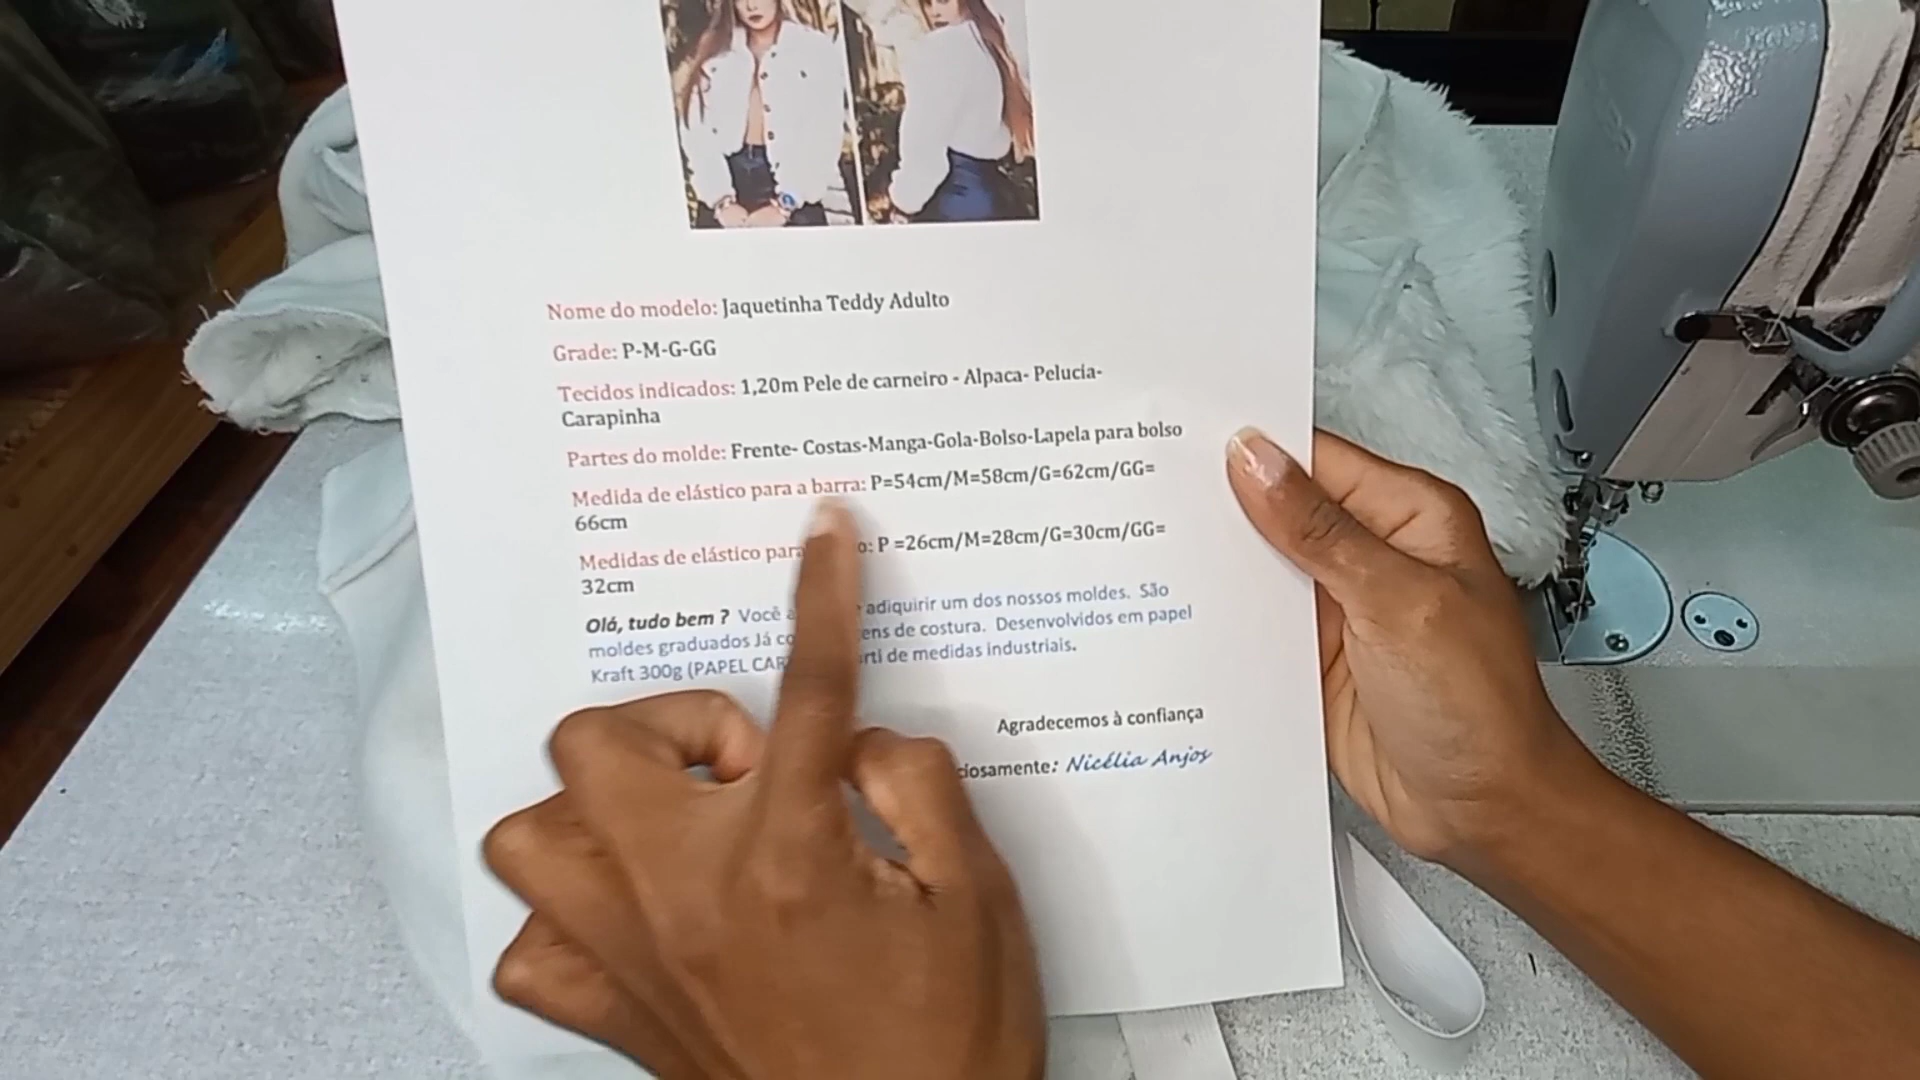 Nome do modelo: Jaquetinha Teddy Adulto
Grade: P-M-G-GG
Tecidos indicados: 1,20m Pele de carneiro - Alpaca- Pelucia-
Carapinha
Partes do molde: Frente- Costas-Manga-Gola-Bolso-Lapela para bolso
Medida de elástico para a barra: P=54cm/M=58cm/G=62cm/GG=
66cm
Medidas de elástico para P =26cm/M=28cm/G=30cm/GG=
32cm
Olá, tudo bem ? Você adiquirir um dos nossos moldes. São
moldes graduados Já de costura. Desenvolvidos em papel
Kraft 300g (PAPEL de medidas industriais.
Agradecemos à confiança
Nicélia Anjos